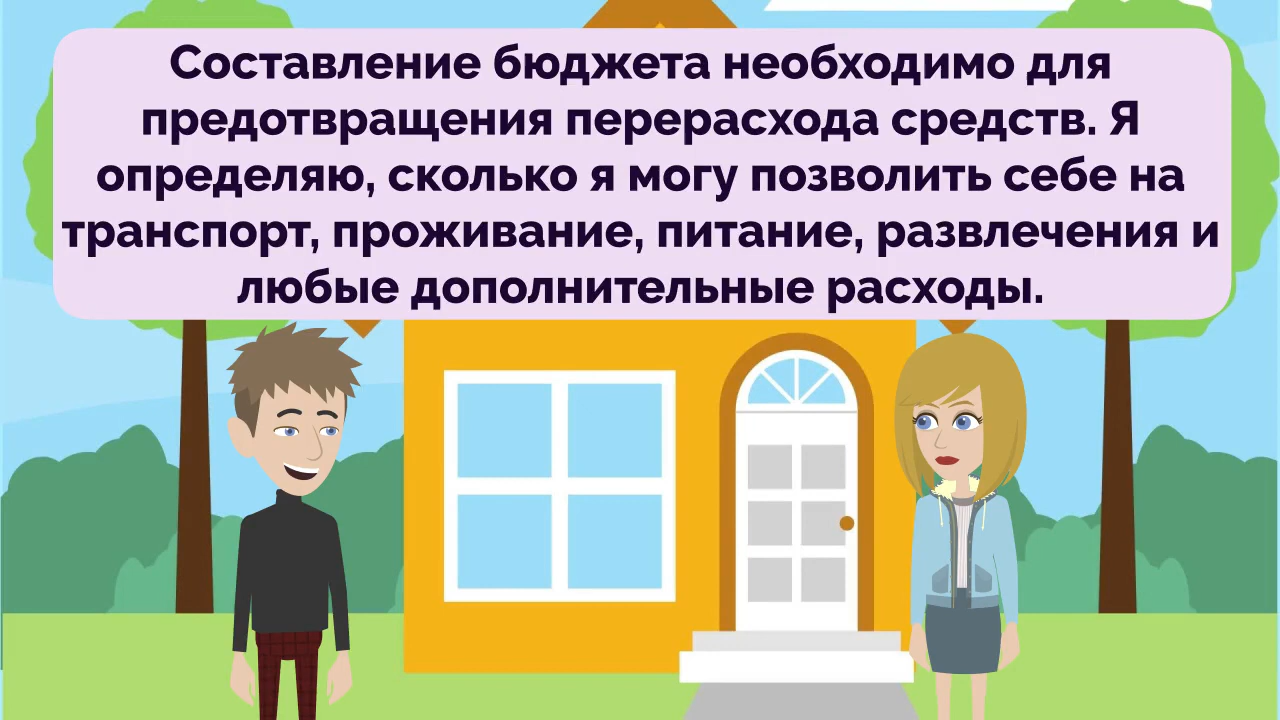 Составление бюджета необходимо для
предотвращения перерасхода средств. Я
определяю, сколько я могу позволить себе на
транспорт, проживание, питание, развлечения и
любые дополнительные расходы.